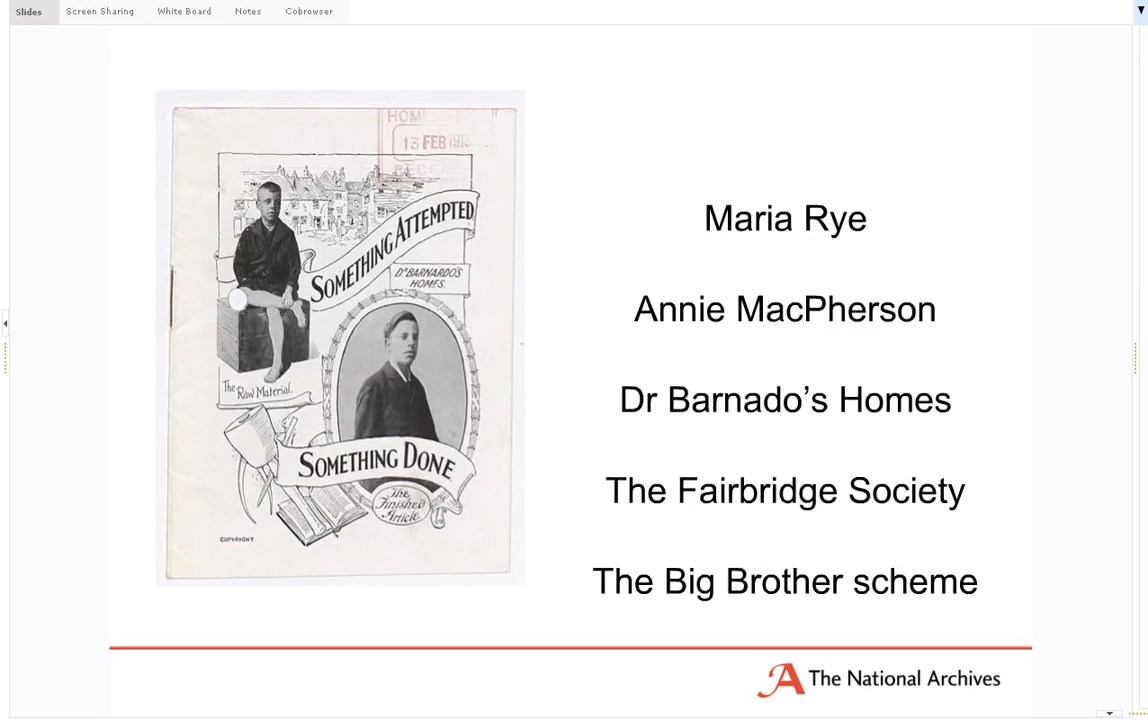 Slides Screen Sharing White Board Notes Cobrowser
13 FEB 191
SOMETHING ATTEMPTED
DR BARNARDO'S
HOMES.
The Raw Material.
SOMETHING DONE
The
Finished
Article
COPYRIGHT
Maria Rye
Annie MacPherson
Dr Barnado's Homes
The Fairbridge Society
The Big Brother scheme
The National Archives